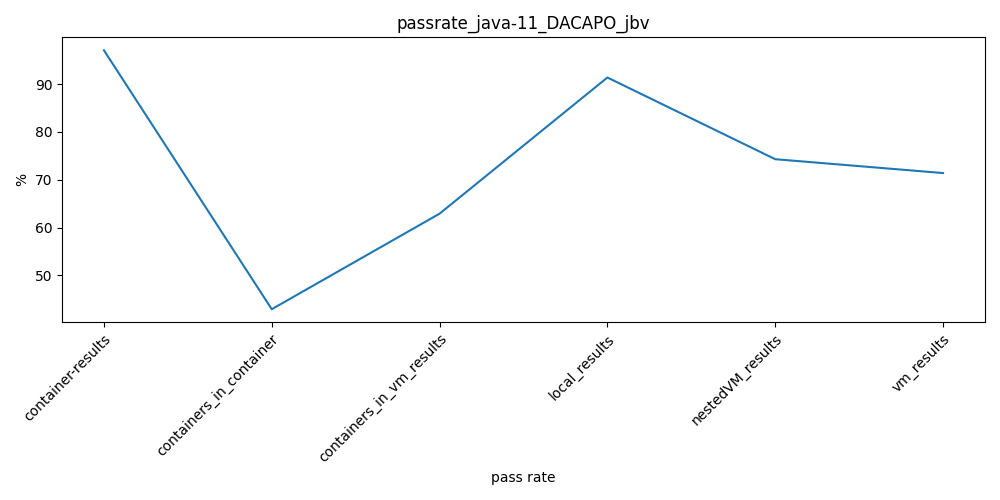 passrate_java-11_DACAPO_jbv
%
90
80
70
60
50
container-results
containers_in_container
containers_in_vm_results
local_results
nestedVM_results
vm_results
pass rate